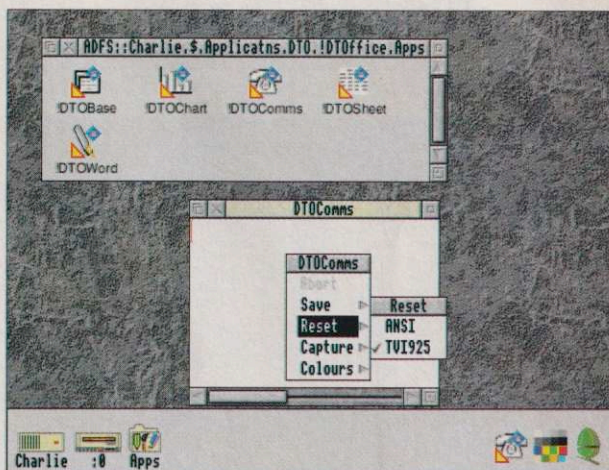 ADFS::Charlie.$.Applicatns.DTO.!DTOffice.Apps
!DTOBase !DTOChart !DTOComms !DTOSheet
!DTOWord
DTOComms
DTOComms
Abort
Save
Reset
Capture
Colours
Reset
ANSI
TVI925
Charlie :0 Apps